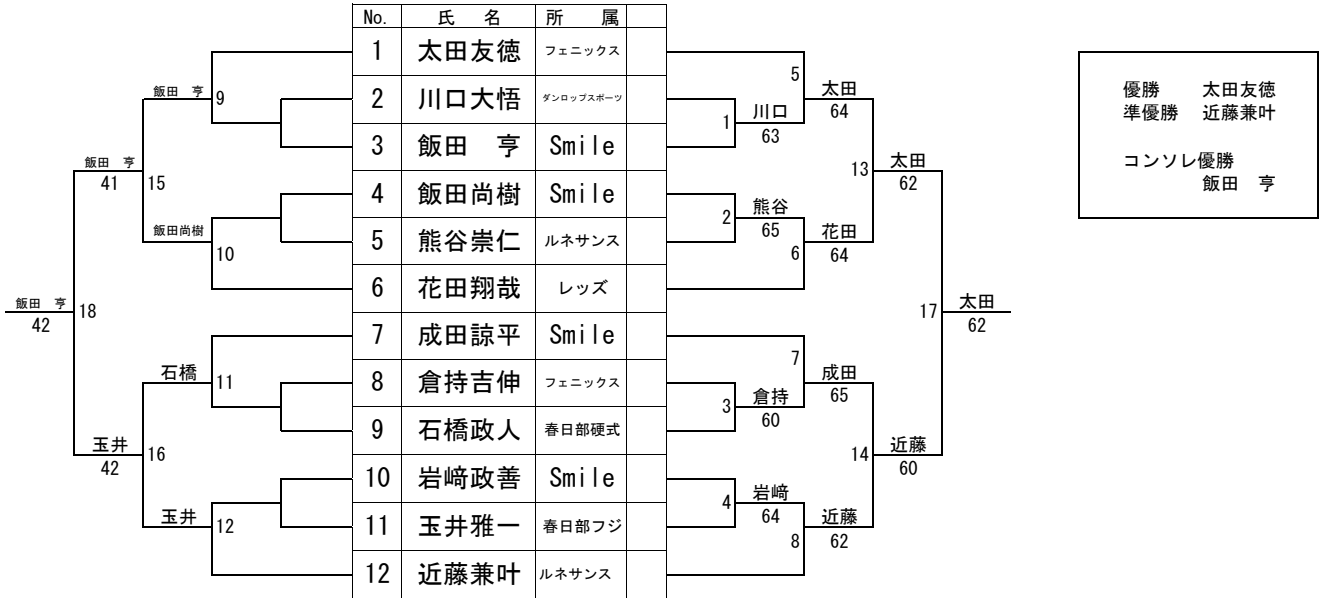 No. 氏 名 所 属
1 太田友徳 フェニックス
2 川口大悟 ダンロップスポーツ
3 飯田 亨 Smile
4 飯田尚樹 Smile
5 熊谷崇仁 ルネサンス
6 花田翔哉 レッズ
7 成田諒平 Smile
8 倉持吉伸 フェニックス
9 石橋政人 春日部硬式
10 岩﨑政善 Smile
11 玉井雅一 春日部フジ
12 近藤兼叶 ルネサンス
飯田 亨
9
飯田 亨
41
15
飯田尚樹
10
飯田 亨
42
18
石橋
11
玉井
42
16
玉井
12
5
太田
64
1
川口
63
13
太田
62
2
熊谷
65
6
花田
64
17
太田
62
7
成田
65
3
倉持
60
14
近藤
60
4
岩﨑
64
8
近藤
62
優勝 太田友徳
準優勝 近藤兼叶
コンソレ優勝
飯田 亨